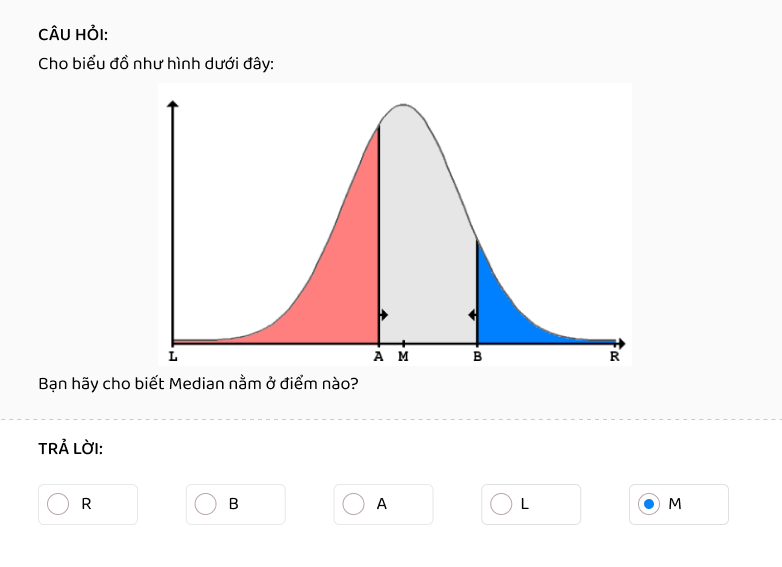 CÂU HỎI:
Cho biểu đồ như hình dưới đây:
L A M B R
Bạn hãy cho biết Median nằm ở điểm nào?
TRẢ LỜI:
R B A L M